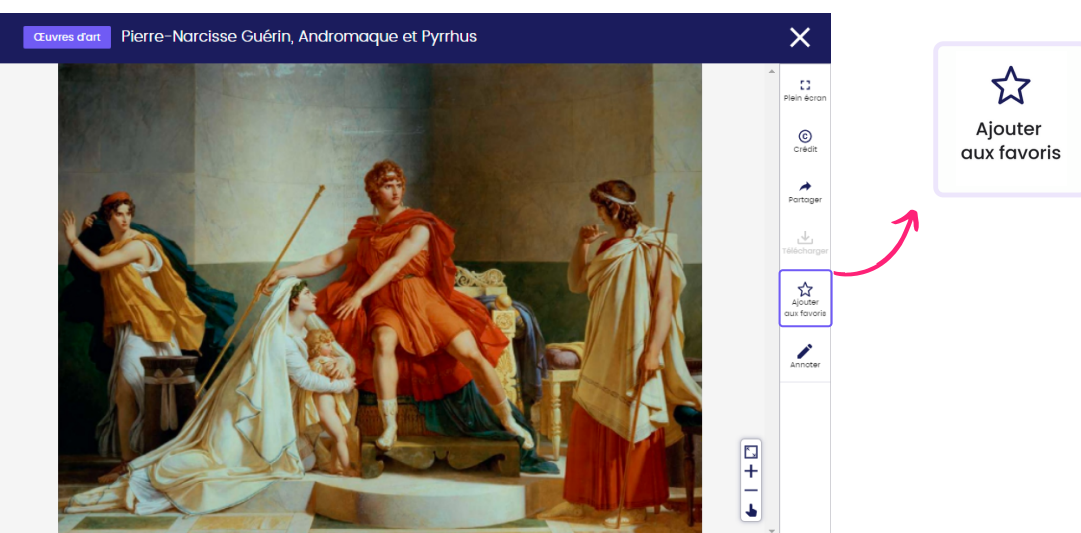 Œuvres d'art Pierre-Narcisse Guérin, Andromaque et Pyrrhus
Plein écran
Crédit
Partager
Télécharger
Ajouter
aux favoris
Annoter
Ajouter
aux favoris